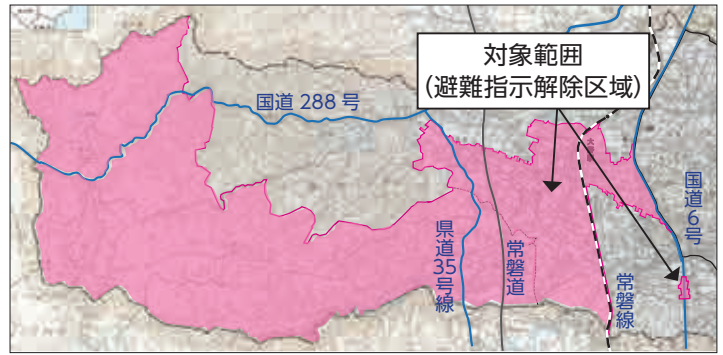 対象範囲
（避難指示解除区域）
国道 288 号
県道35号線
常磐道
常磐線
国道6号